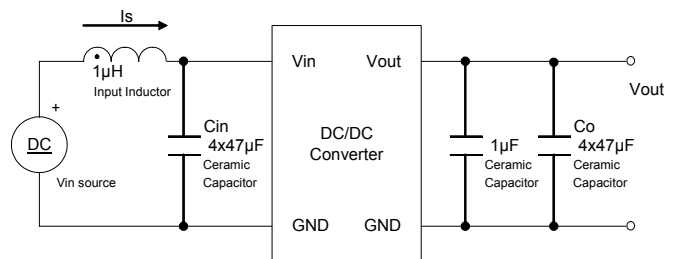 Is
1µH
Input Inductor
+
DC
Vin source
Cin
4x47µF
Ceramic
Capacitor
Vin
Vout
DC/DC
Converter
GND
GND
1µF
Ceramic
Capacitor
Co
4x47µF
Ceramic
Capacitor
Vout